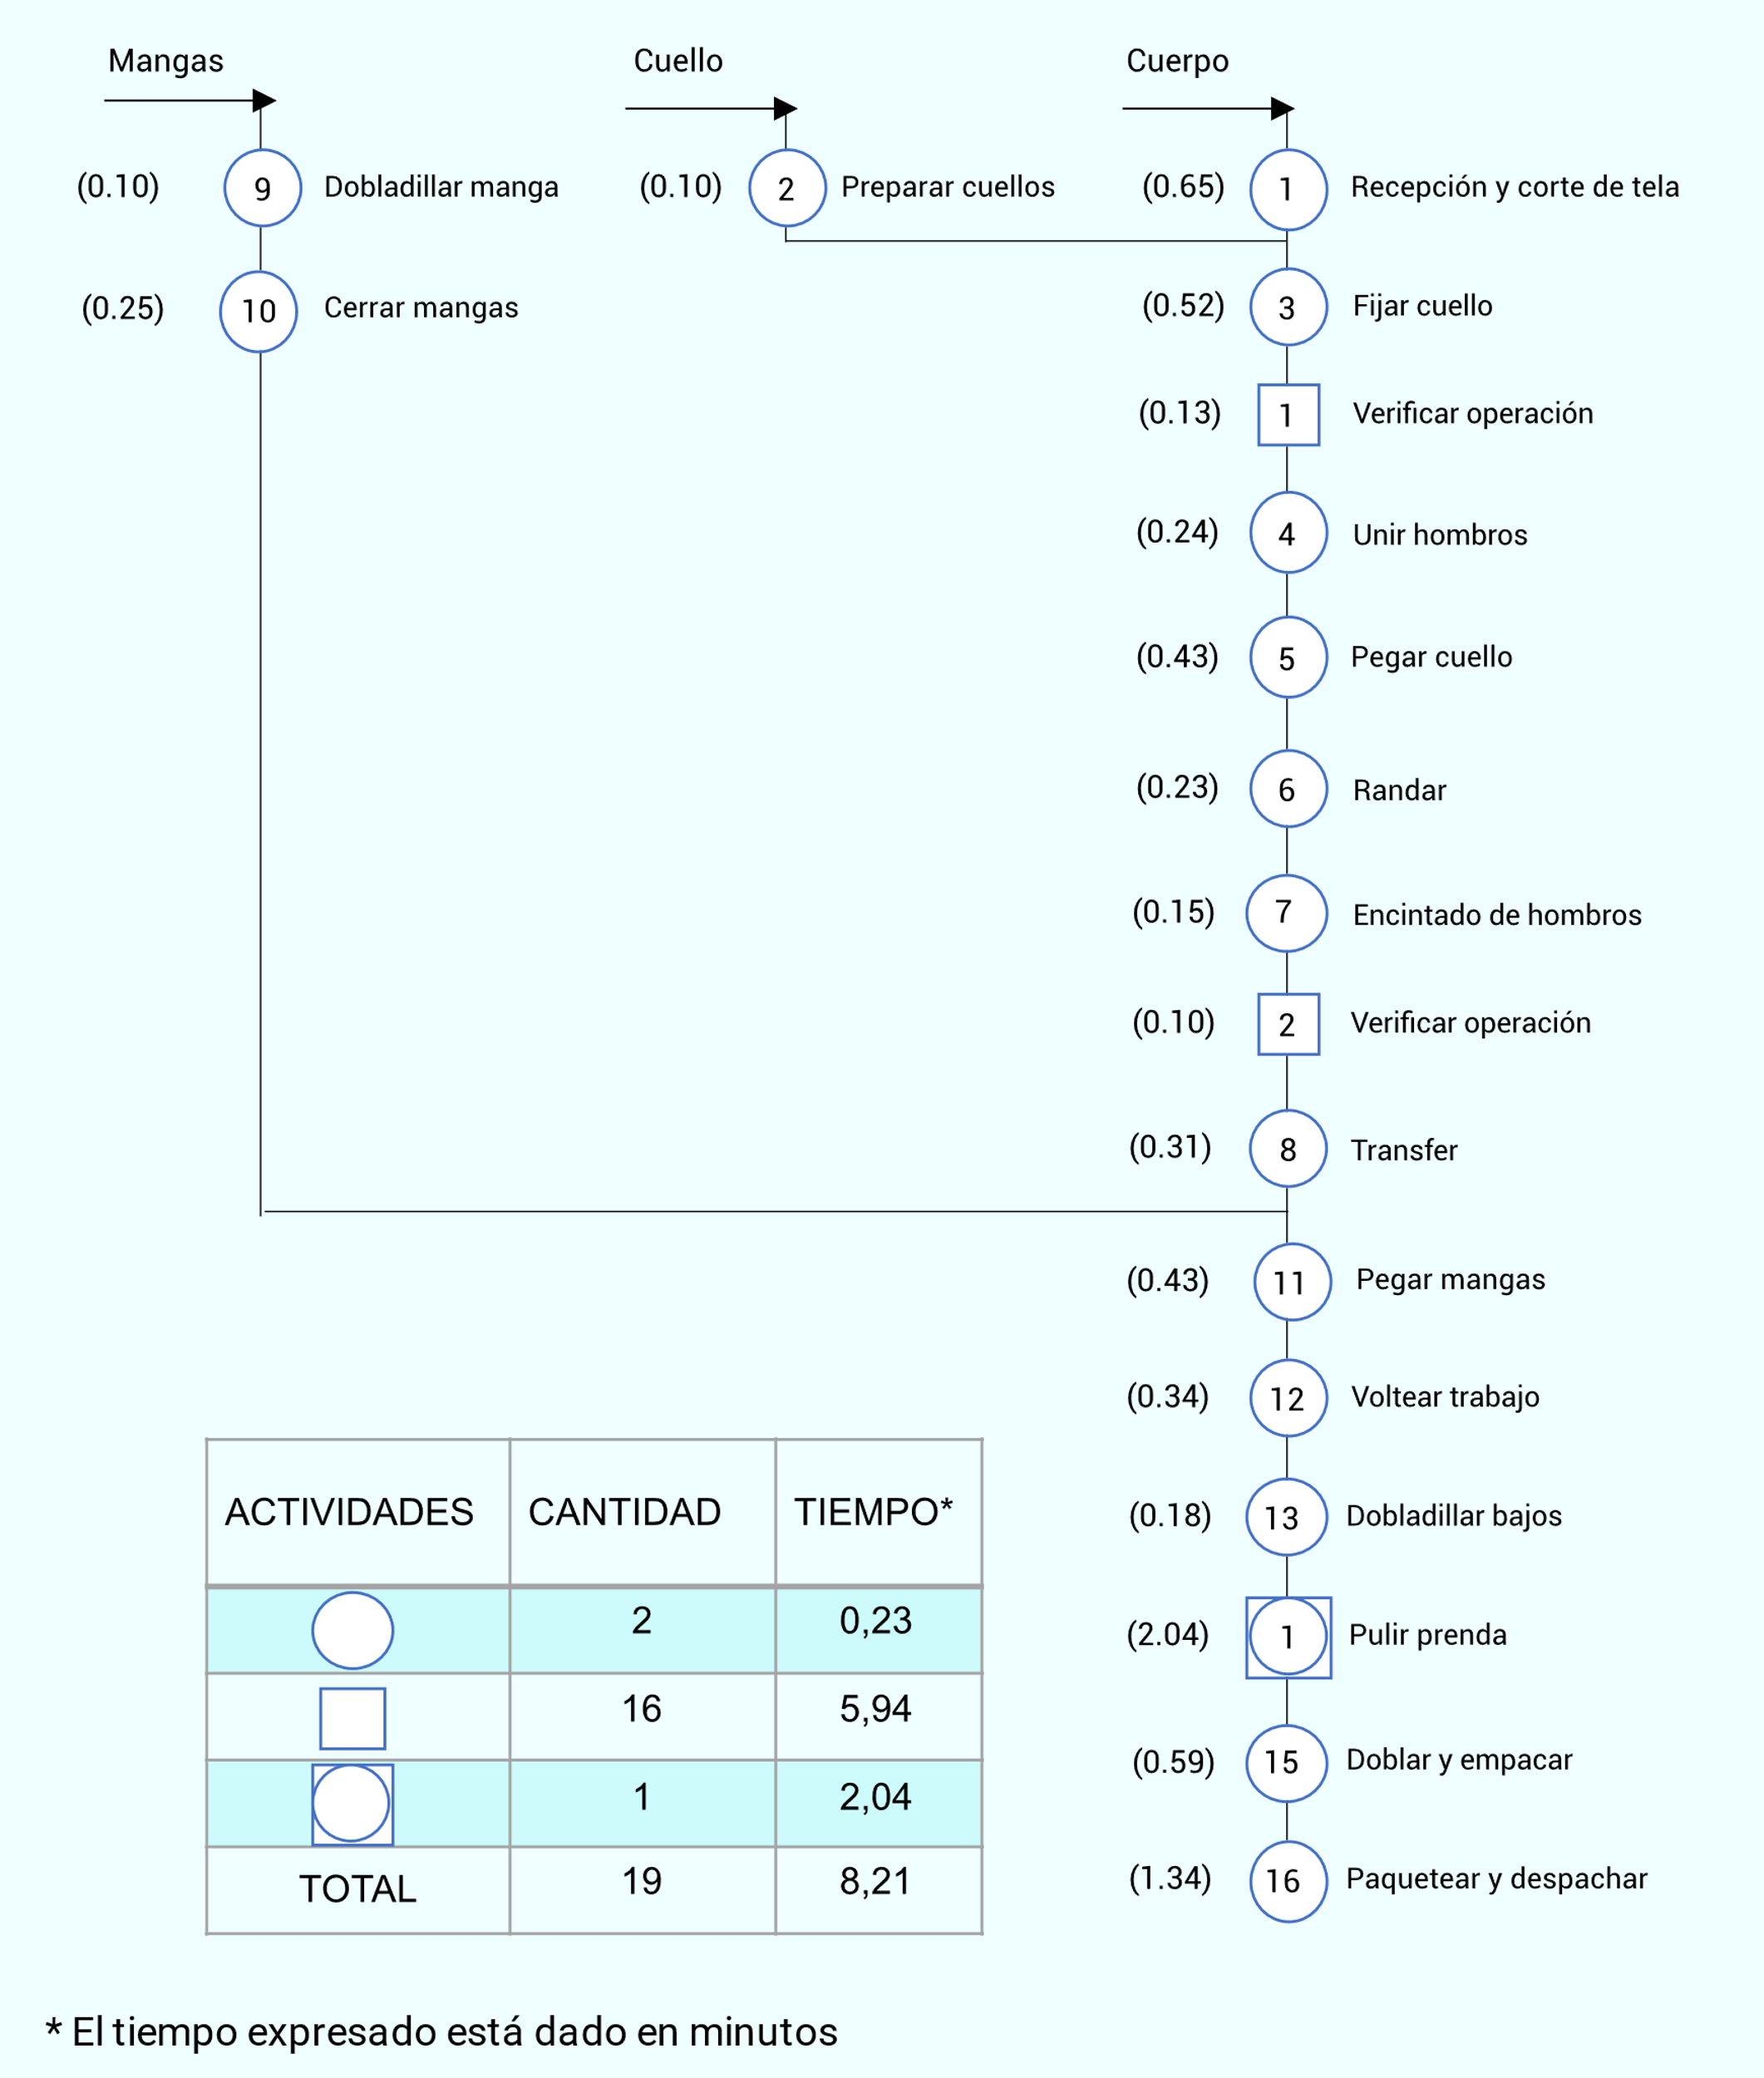 Mangas
Cuello
Cuerpo
(0.10) 9 Dobladillar manga
(0.10) 2 Preparar cuellos
(0.65) 1 Recepción y corte de tela
(0.25) 10 Cerrar mangas
(0.52) 3 Fijar cuello
(0.13) 1 Verificar operación
(0.24) 4 Unir hombros
(0.43) 5 Pegar cuello
(0.23) 6 Randar
(0.15) 7 Encintado de hombros
(0.10) 2 Verificar operación
(0.31) 8 Transfer
(0.43) 11 Pegar mangas
(0.34) 12 Voltear trabajo
(0.18) 13 Dobladillar bajos
(2.04) 1 Pulir prenda
(0.59) 15 Doblar y empacar
(1.34) 16 Paquetear y despachar
ACTIVIDADES CANTIDAD TIEMPO*
2 0,23
16 5,94
1 2,04
TOTAL 19 8,21
* El tiempo expresado está dado en minutos